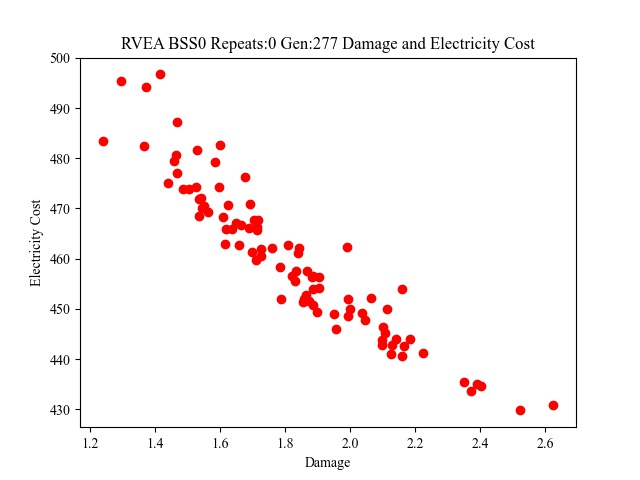 RVEA BSS0 Repeats:0 Gen:277 Damage and Electricity Cost
500
490
480
470
460
450
440
430
Electricity Cost
1.2 1.4 1.6 1.8 2.0 2.2 2.4 2.6
Damage